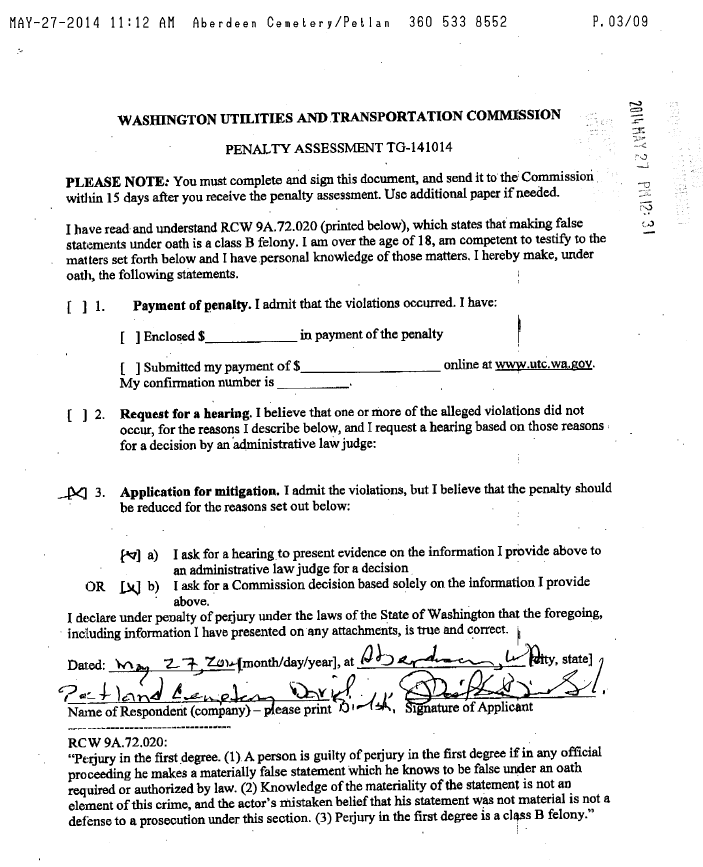 MAY-27-2014 11:12 AM Aberdeen Cemetery/Petlan 360 533 8552 P.03/09
2014 MAY 27 PM 12:31
WASHINGTON UTILITIES AND TRANSPORTATION COMMISSION
PENALTY ASSESSMENT TG-141014
PLEASE NOTE: You must complete and sign this document, and send it to the Commission
within 15 days after you receive the penalty assessment. Use additional paper if needed.
I have read and understand RCW 9A.72.020 (printed below), which states that making false
statements under oath is a class B felony. I am over the age of 18, am competent to testify to the
matters set forth below and I have personal knowledge of those matters. I hereby make, under
oath, the following statements.
[ ] 1. Payment of penalty. I admit that the violations occurred. I have:
[ ] Enclosed $____________ in payment of the penalty
[ ] Submitted my payment of $__________________ online at www.utc.wa.gov.
My confirmation number is _________.
[ ] 2. Request for a hearing. I believe that one or more of the alleged violations did not
occur, for the reasons I describe below, and I request a hearing based on those reasons
for a decision by an administrative law judge:
[X] 3. Application for mitigation. I admit the violations, but I believe that the penalty should
be reduced for the reasons set out below:
[ ] a) I ask for a hearing to present evidence on the information I provide above to
an administrative law judge for a decision
OR [X] b) I ask for a Commission decision based solely on the information I provide
above.
I declare under penalty of perjury under the laws of the State of Washington that the foregoing,
including information I have presented on any attachments, is true and correct.
Dated: May 27, 2014 [month/day/year], at Aberdeen, WA [city, state]
Cemetery David
Name of Respondent (company) – please print Signature of Applicant
RCW 9A.72.020:
"Perjury in the first degree. (1) A person is guilty of perjury in the first degree if in any official
proceeding he makes a materially false statement which he knows to be false under an oath
required or authorized by law. (2) Knowledge of the materiality of the statement is not an
element of this crime, and the actor's mistaken belief that his statement was not material is not a
defense to a prosecution under this section. (3) Perjury in the first degree is a class B felony."